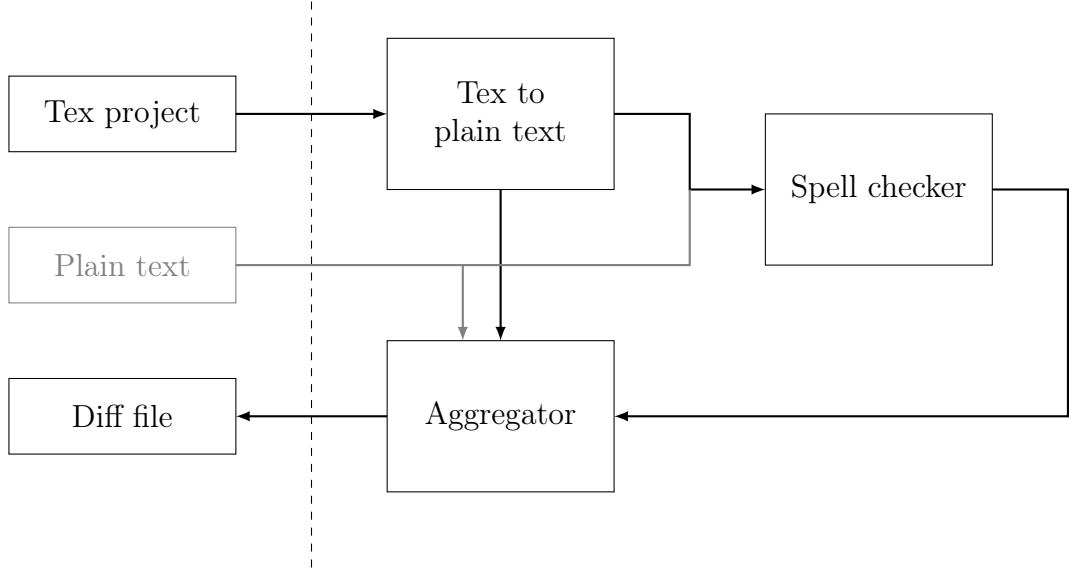 Tex project
Tex to
plain text
Spell checker
Plain text
Diff file
Aggregator